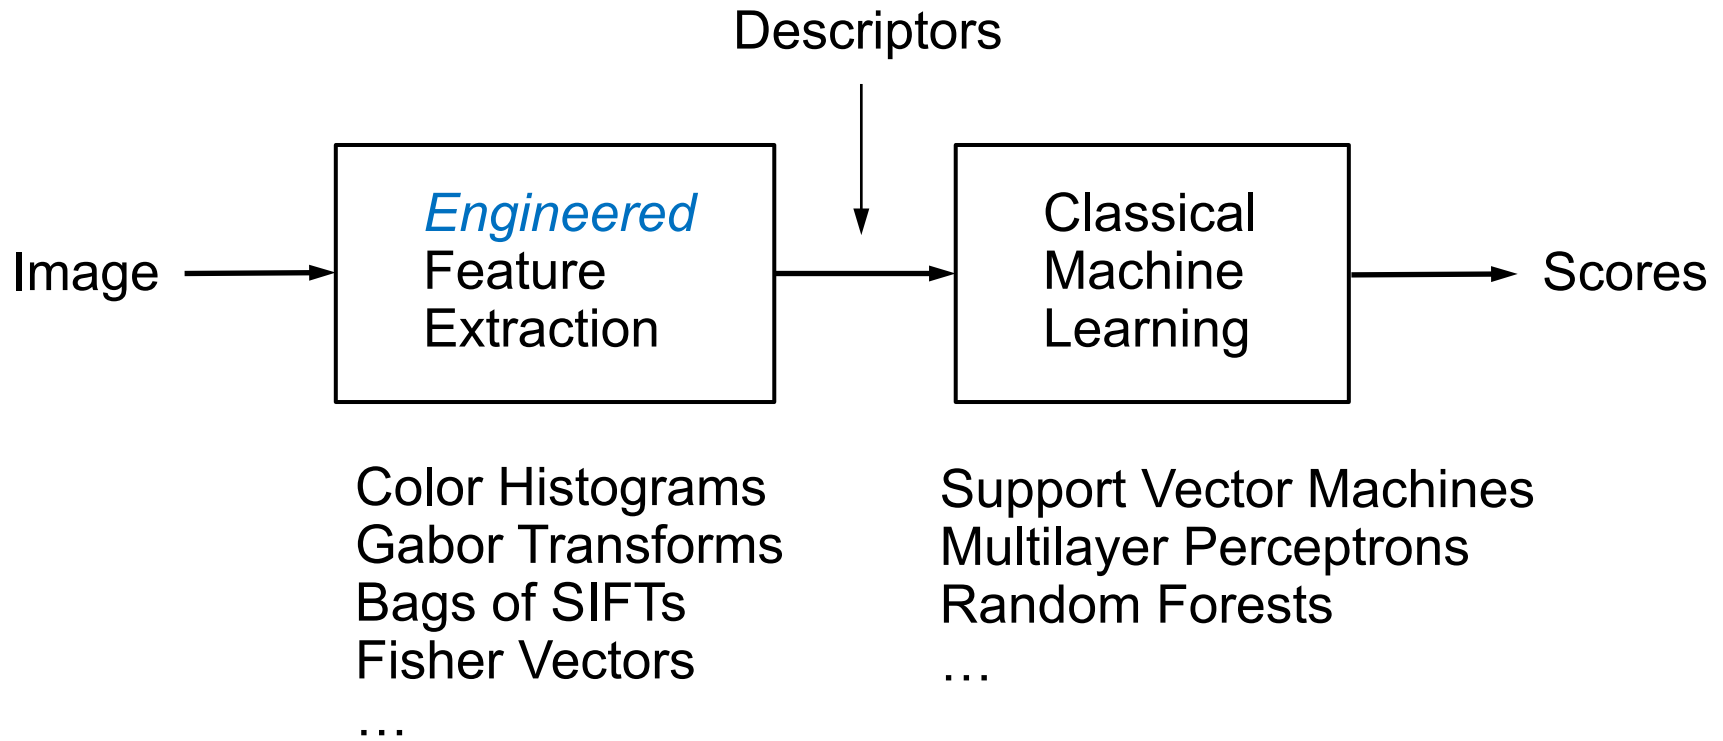 Descriptors
Image
Engineered
Feature
Extraction
Classical
Machine
Learning
Scores
Color Histograms
Gabor Transforms
Bags of SIFTs
Fisher Vectors
…
Support Vector Machines
Multilayer Perceptrons
Random Forests
…